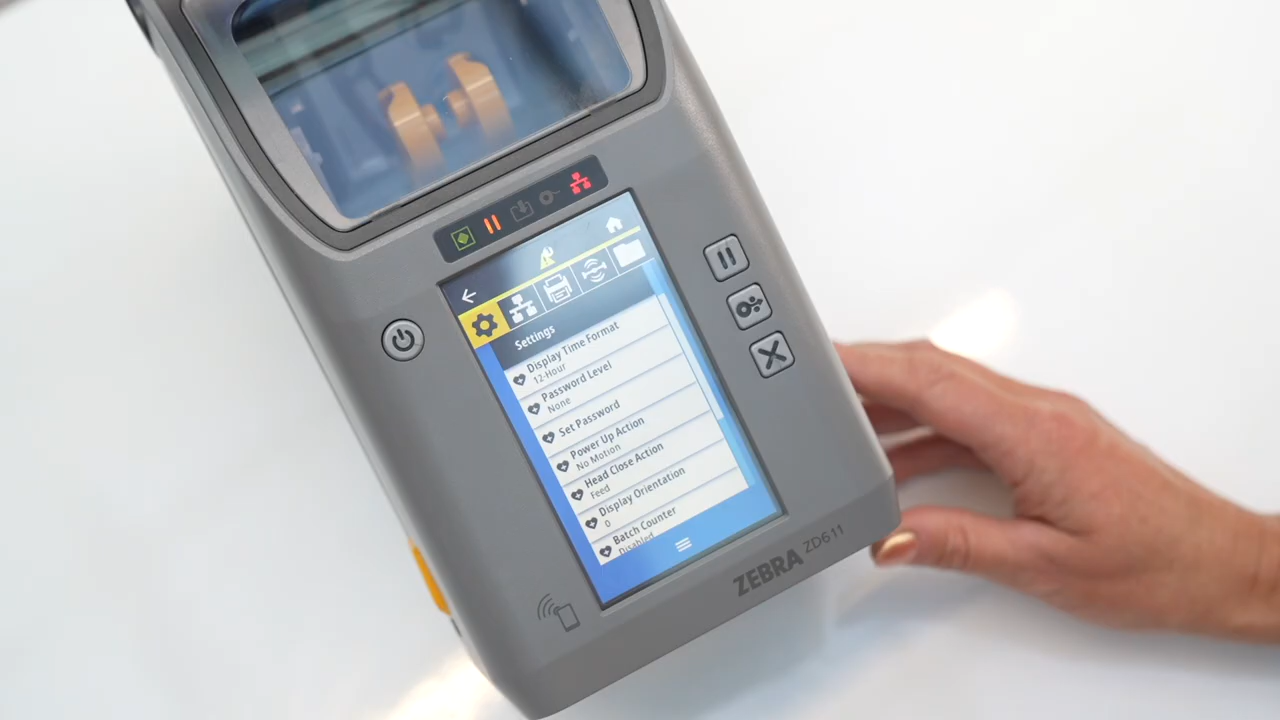 Settings
Display Time Format
12-Hour
Password Level
None
Set Password
Power Up Action
No Motion
Head Close Action
Feed
Display Orientation
0
Batch Counter
Disabled
ZEBRA ZD611